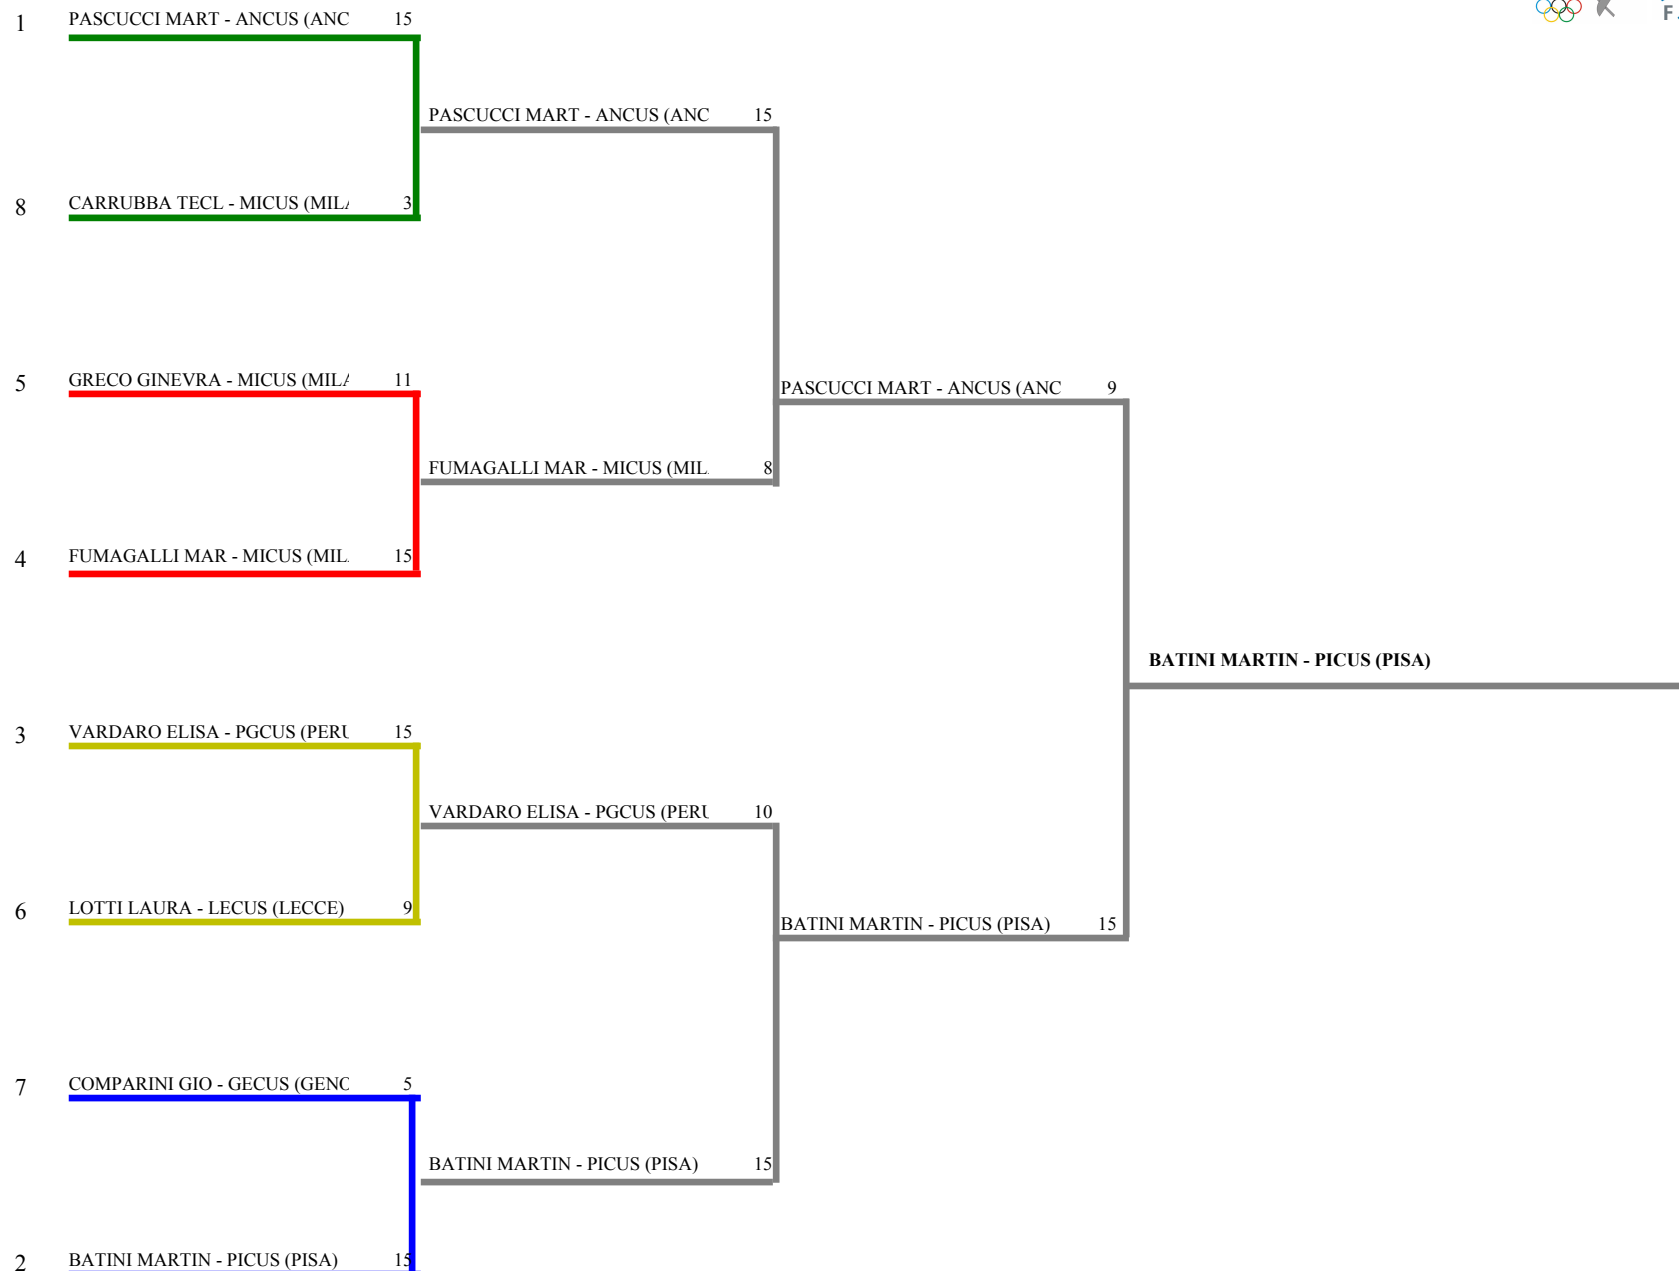 1 PASCUCCI MART - ANCUS (ANC 15
F
PASCUCCI MART - ANCUS (ANC 15
8 CARRUBBA TECL - MICUS (MILA 3
5 GRECO GINEVRA - MICUS (MILA 11
PASCUCCI MART - ANCUS (ANC 9
FUMAGALLI MAR - MICUS (MIL 8
4 FUMAGALLI MAR - MICUS (MIL 15
BATINI MARTIN - PICUS (PISA)
3 VARDARO ELISA - PGCUS (PERU 15
VARDARO ELISA - PGCUS (PERU 10
6 LOTTI LAURA - LECUS (LECCE) 9
BATINI MARTIN - PICUS (PISA) 15
7 COMPARINI GIO - GECUS (GENO 5
BATINI MARTIN - PICUS (PISA) 15
2 BATINI MARTIN - PICUS (PISA) 15